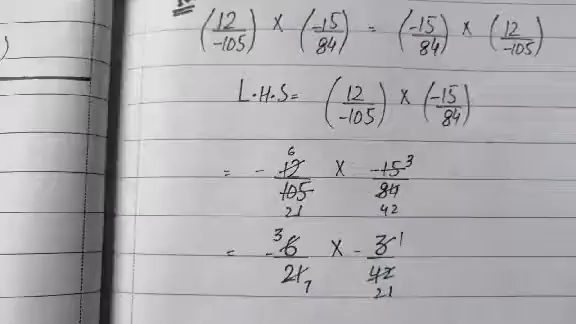 (12/-105) × (-15/84) = (-15/84) × (12/-105)
L.H.S = (12/-105) × (-15/84)
= - 12/105 × -15/84
6 3
21 42
= - 6/21 × - 3/42
3 1
7 21